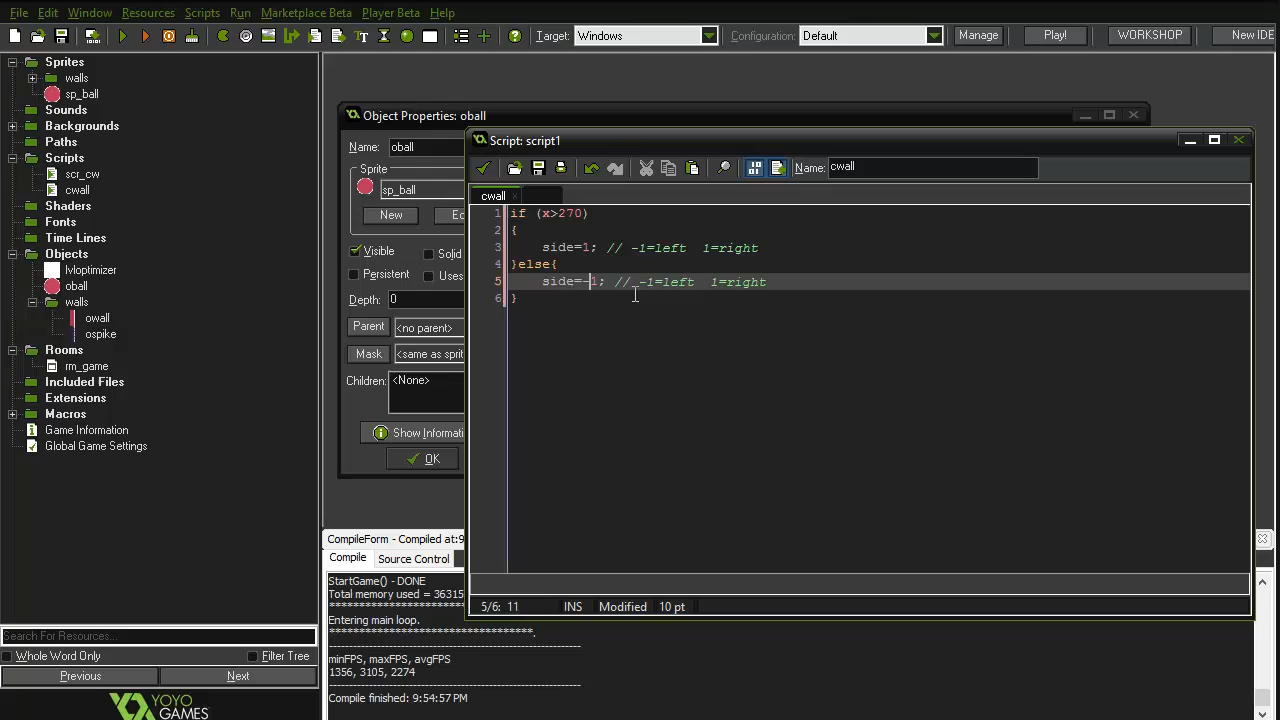 File Edit Window Resources Scripts Run Marketplace Beta Player Beta Help
Target: Windows Configuration: Default Manage Play! WORKSHOP New IDE
Sprites
walls
sp_ball
Sounds
Backgrounds
Paths
Scripts
scr_cw
cwall
Shaders
Fonts
Time Lines
Objects
lvloptimizer
oball
walls
owall
ospike
Rooms
rm_game
Included Files
Extensions
Macros
Game Information
Global Game Settings
Search For Resources...
Whole Word Only Filter Tree
Previous Next
YOYO
GAMES
Object Properties: oball
Name: oball
Sprite
sp_ball
New
Visible Solid
Persistent
Depth: 0
Parent <no parent>
Mask
Children: <None>
OK
Script: script1
Name: cwall
cwall
1 if (x>270)
2 {
3 side=1; // -1=left 1=right
4 }else{
5 side=-1; // -1=left 1=right
6 }
5/6: 11 INS Modified 10 pt
CompileForm - Compiled at:9
Compile Source Control
StartGame() - DONE
Total memory used = 36315
Entering main loop.
minFPS, maxFPS, avgFPS
1356, 3105, 2274
Compile finished: 9:54:57 PM